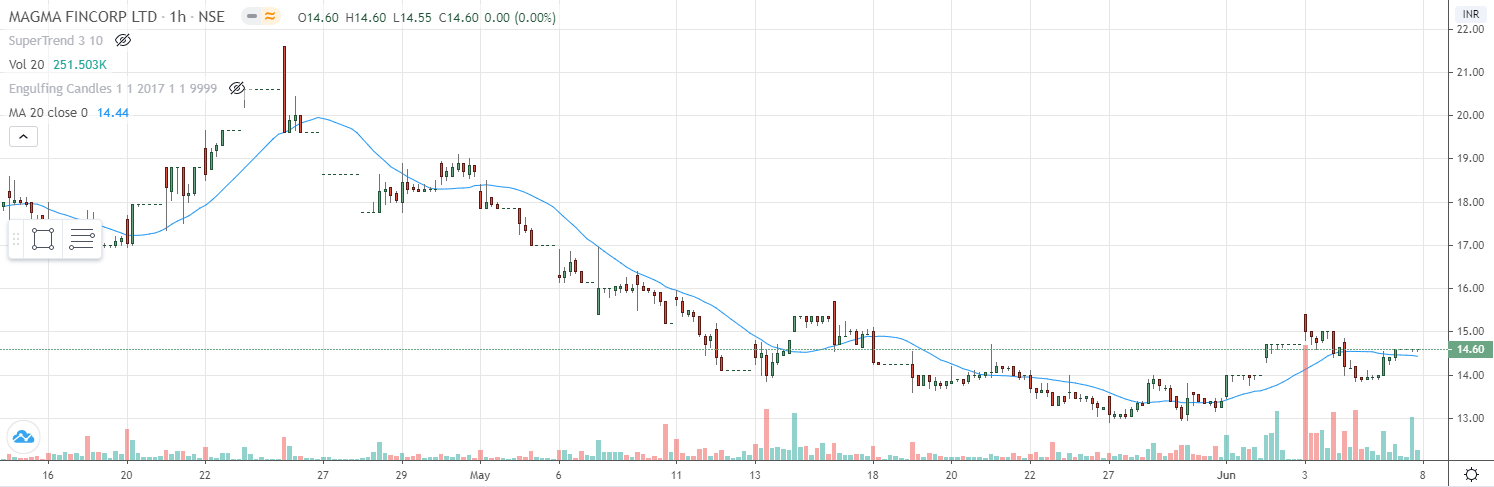 MAGMA FINCORP LTD · 1h · NSE O14.60 H14.60 L14.55 C14.60 0.00 (0.00%)
INR
SuperTrend 3 10
Vol 20 251.503K
Engulfing Candles 1 1 2017 1 1 9999
MA 20 close 0 14.44
22.00
21.00
20.00
19.00
18.00
17.00
16.00
15.00
14.60
14.00
13.00
16 20 22 27 29 May 6 11 13 18 20 22 27 Jun 3 8